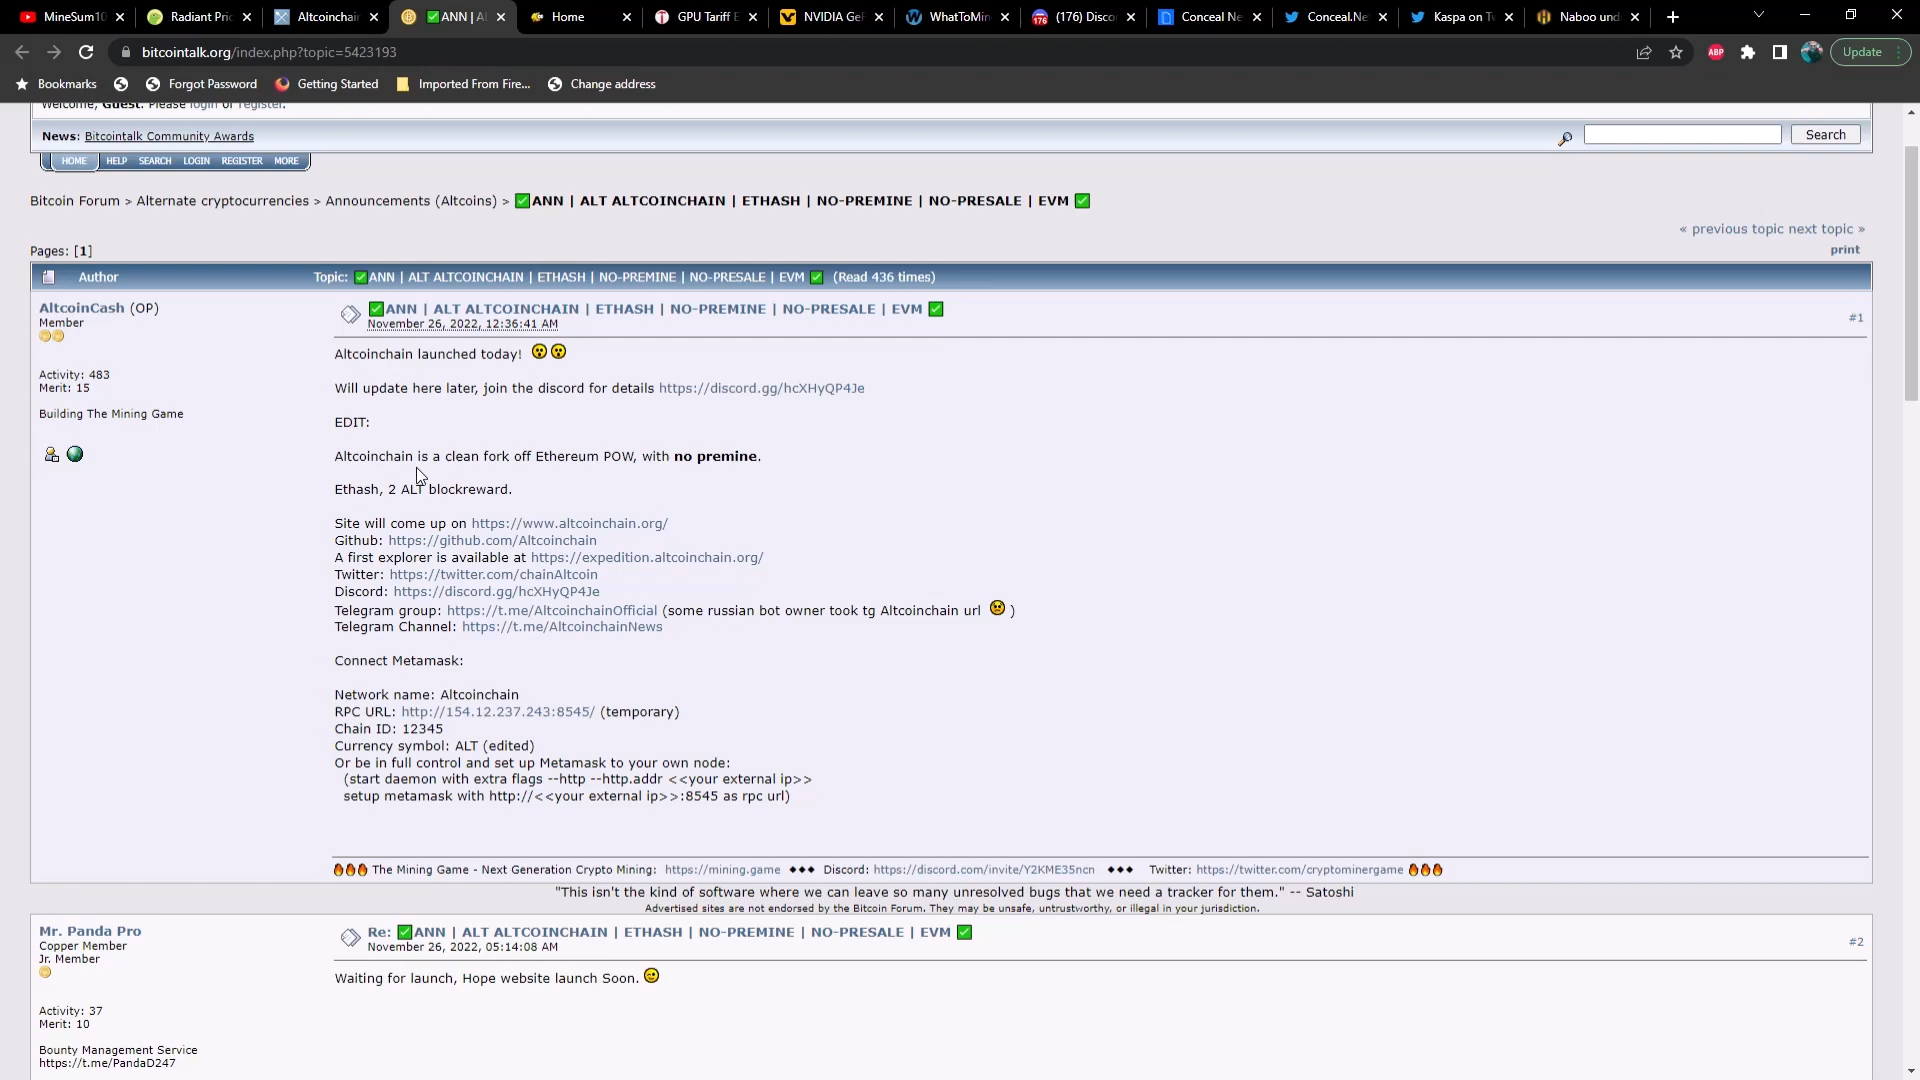 MineSum10
Radiant Pric
Altcoinchain
✅ANN | AL
Home
GPU Tariff E
NVIDIA GeF
WhatToMin
(176) Discor
Conceal Ne
Conceal.Ne
Kaspa on Tw
Naboo und
bitcointalk.org/index.php?topic=5423193
Update
Bookmarks
Forgot Password
Getting Started
Imported From Fire...
Change address
Welcome, Guest. Please login or register.
News: Bitcointalk Community Awards
Search
HOME HELP SEARCH LOGIN REGISTER MORE
Bitcoin Forum > Alternate cryptocurrencies > Announcements (Altcoins) > ✅ANN | ALT ALTCOINCHAIN | ETHASH | NO-PREMINE | NO-PRESALE | EVM ✅
« previous topic next topic »
Pages: [1]
print
Author
Topic: ✅ANN | ALT ALTCOINCHAIN | ETHASH | NO-PREMINE | NO-PRESALE | EVM ✅ (Read 436 times)
AltcoinCash (OP)
Member
Activity: 483
Merit: 15
Building The Mining Game
✅ANN | ALT ALTCOINCHAIN | ETHASH | NO-PREMINE | NO-PRESALE | EVM ✅
November 26, 2022, 12:36:41 AM
#1
Altcoinchain launched today!
Will update here later, join the discord for details https://discord.gg/hcXHyQP4Je
EDIT:
Altcoinchain is a clean fork off Ethereum POW, with no premine.
Ethash, 2 ALT blockreward.
Site will come up on https://www.altcoinchain.org/
Github: https://github.com/Altcoinchain
A first explorer is available at https://expedition.altcoinchain.org/
Twitter: https://twitter.com/chainAltcoin
Discord: https://discord.gg/hcXHyQP4Je
Telegram group: https://t.me/AltcoinchainOfficial (some russian bot owner took tg Altcoinchain url )
Telegram Channel: https://t.me/AltcoinchainNews
Connect Metamask:
Network name: Altcoinchain
RPC URL: http://154.12.237.243:8545/ (temporary)
Chain ID: 12345
Currency symbol: ALT (edited)
Or be in full control and set up Metamask to your own node:
(start daemon with extra flags --http --http.addr <<your external ip>>
setup metamask with http://<<your external ip>>:8545 as rpc url)
The Mining Game - Next Generation Crypto Mining: https://mining.game ◆◆◆ Discord: https://discord.com/invite/Y2KME35ncn ◆◆◆ Twitter: https://twitter.com/cryptominergame
"This isn't the kind of software where we can leave so many unresolved bugs that we need a tracker for them." -- Satoshi
Advertised sites are not endorsed by the Bitcoin Forum. They may be unsafe, untrustworthy, or illegal in your jurisdiction.
Mr. Panda Pro
Copper Member
Jr. Member
Activity: 37
Merit: 10
Bounty Management Service
https://t.me/PandaD247
Re: ✅ANN | ALT ALTCOINCHAIN | ETHASH | NO-PREMINE | NO-PRESALE | EVM ✅
November 26, 2022, 05:14:08 AM
#2
Waiting for launch, Hope website launch Soon.